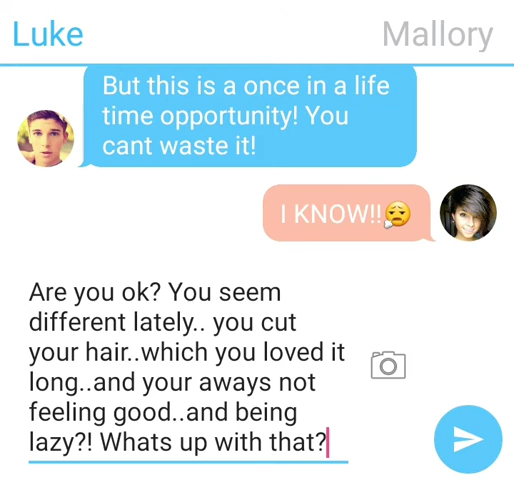 Luke
Mallory
But this is a once in a life
time opportunity! You
cant waste it!
I KNOW!!😮‍💨
Are you ok? You seem
different lately.. you cut
your hair..which you loved it
long..and your aways not
feeling good..and being
lazy?! Whats up with that?